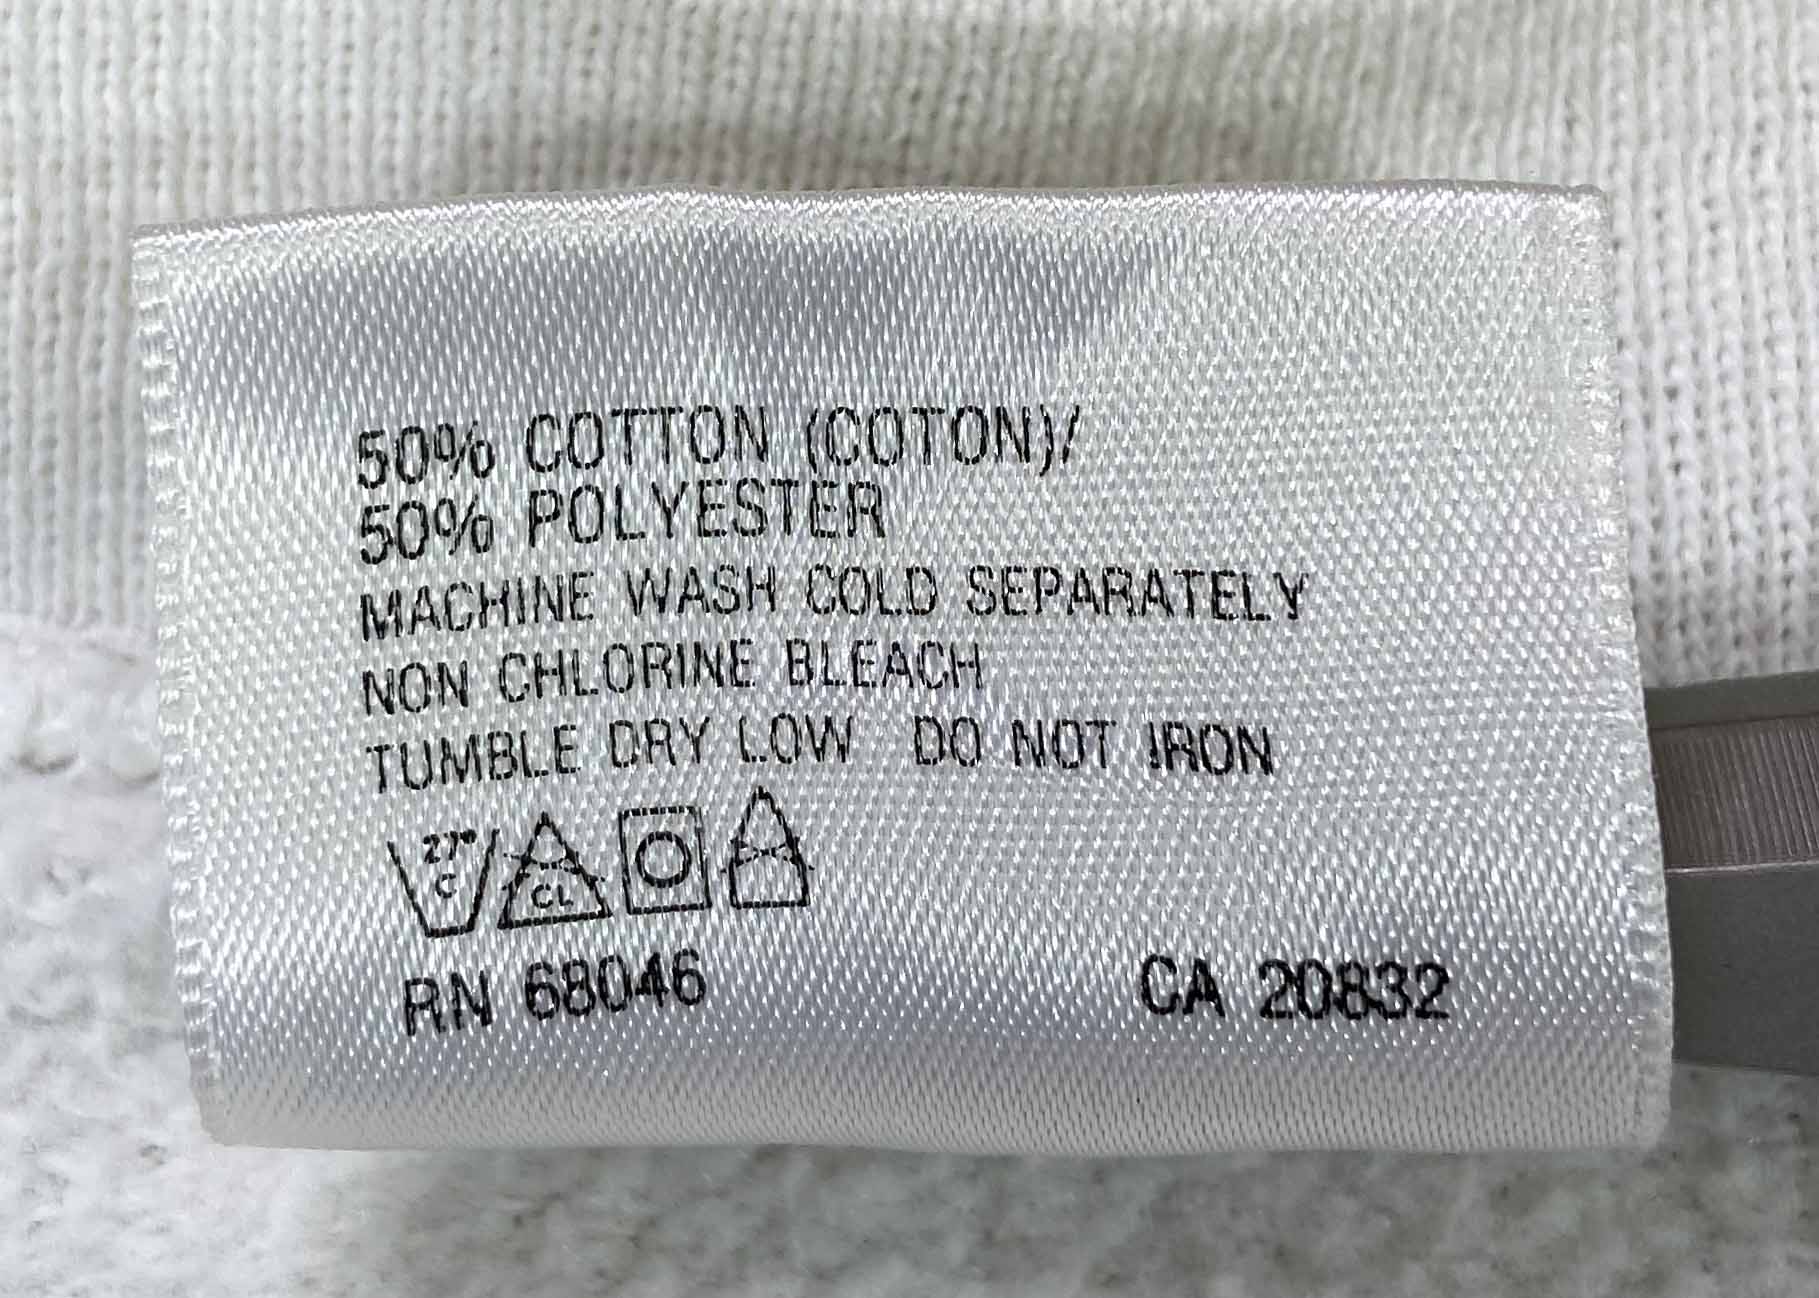 50% COTTON (COTON)/
50% POLYESTER
MACHINE WASH COLD SEPARATELY
NON CHLORINE BLEACH
TUMBLE DRY LOW DO NOT IRON
27° C CL
RN 68046 CA 20832